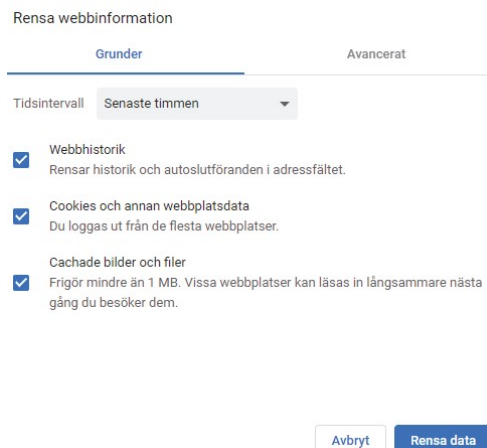 Rensa webbinformation
Grunder
Avancerat
Tidsintervall Senaste timmen
Webbhistorik
Rensar historik och autoslutföranden i adressfältet.
Cookies och annan webbplatsdata
Du loggas ut från de flesta webbplatser.
Cachade bilder och filer
Frigör mindre än 1 MB. Vissa webbplatser kan läsas in långsammare nästa
gång du besöker dem.
Avbryt
Rensa data